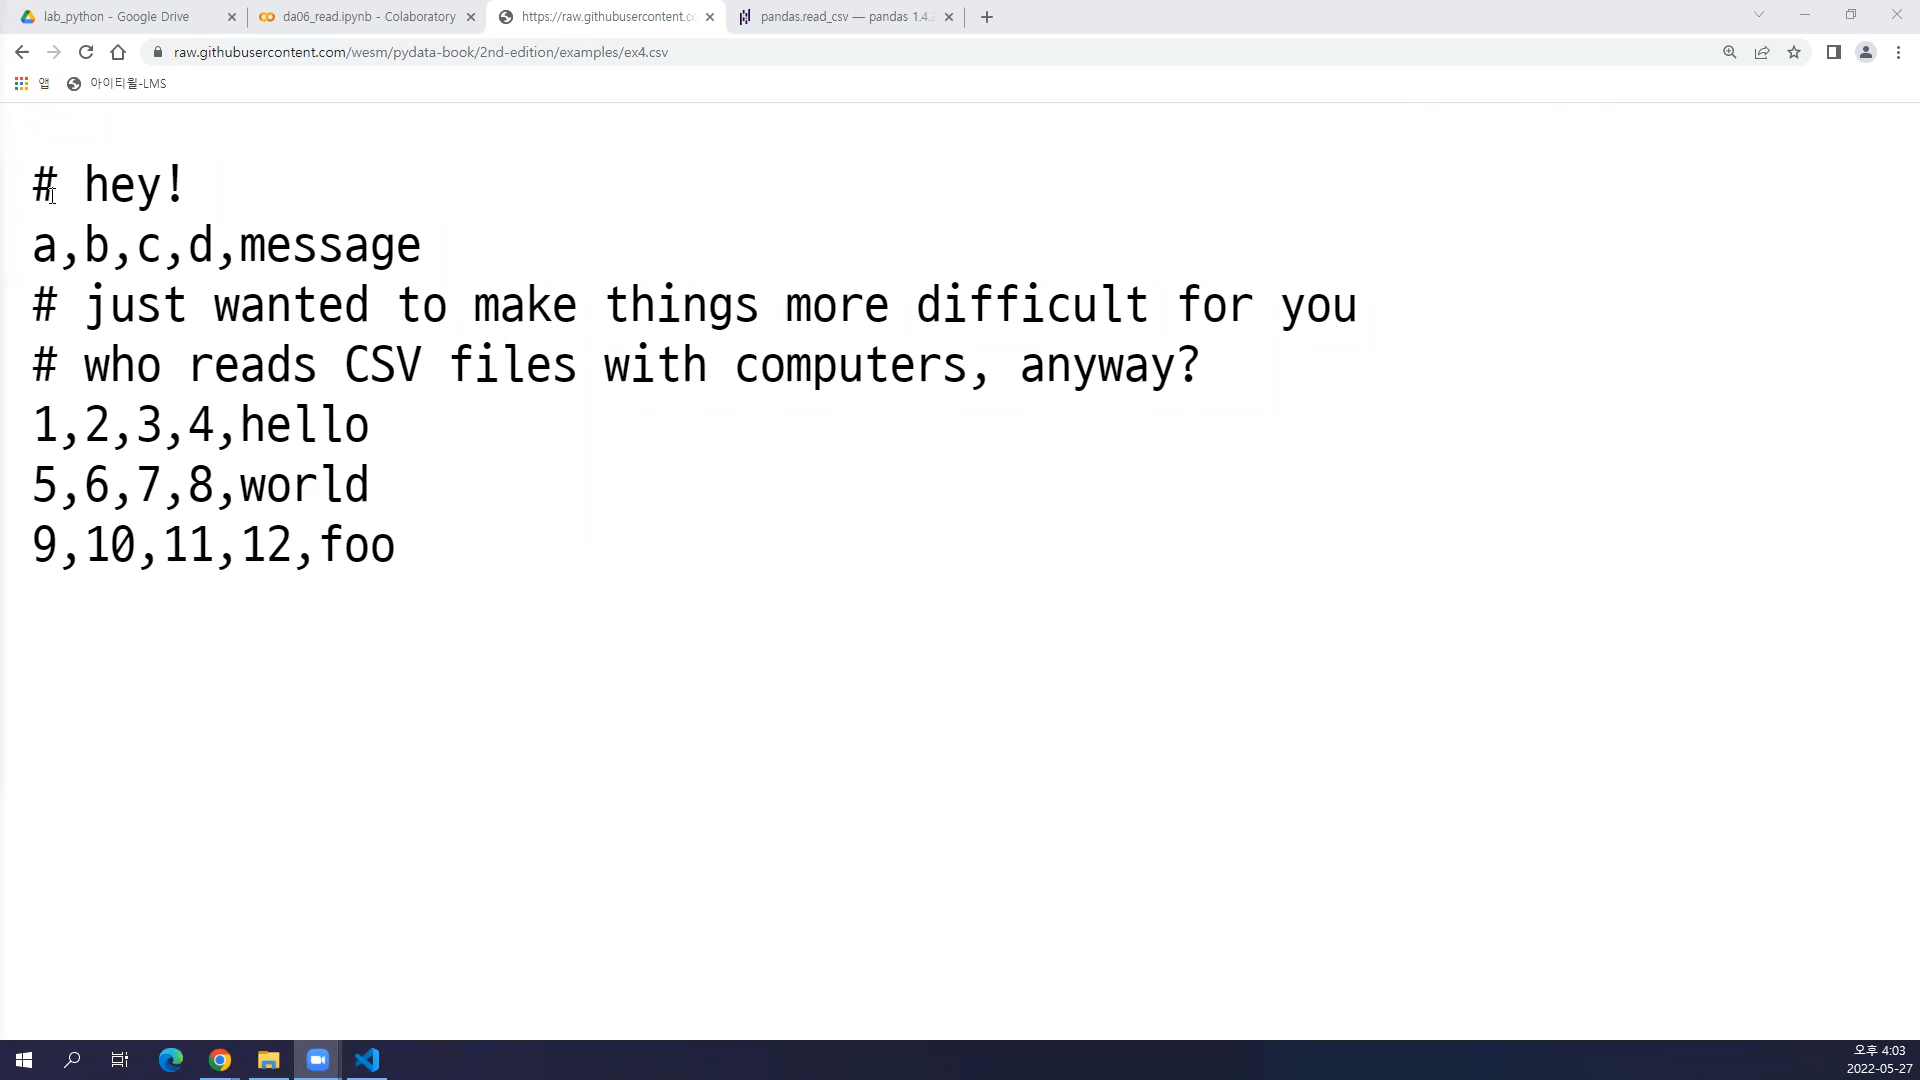 lab_python - Google Drive
da06_read.ipynb - Colaboratory
https://raw.githubusercontent.co
pandas.read_csv — pandas 1.4.2
raw.githubusercontent.com/wesm/pydata-book/2nd-edition/examples/ex4.csv
앱
아이티윌-LMS
# hey!
a,b,c,d,message
# just wanted to make things more difficult for you
# who reads CSV files with computers, anyway?
1,2,3,4,hello
5,6,7,8,world
9,10,11,12,foo
오후 4:03
2022-05-27